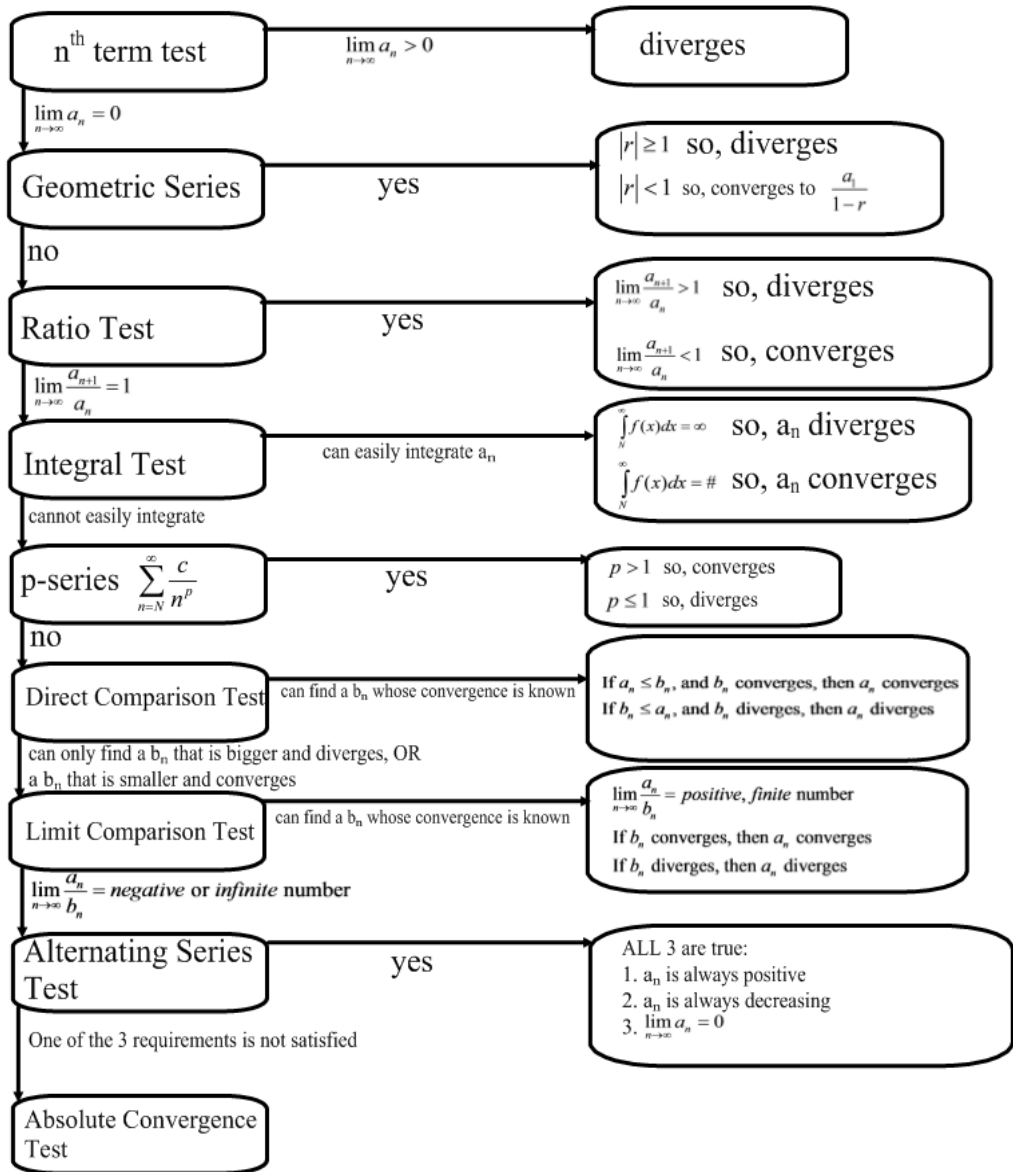 n^th term test
lim n→∞ a_n > 0
diverges
lim n→∞ a_n = 0
Geometric Series
yes
|r| ≥ 1 so, diverges
|r| < 1 so, converges to a_1/(1−r)
no
Ratio Test
yes
lim n→∞ a_{n+1}/a_n > 1 so, diverges
lim n→∞ a_{n+1}/a_n < 1 so, converges
lim n→∞ a_{n+1}/a_n = 1
Integral Test
can easily integrate a_n
∫_N^∞ f(x)dx = ∞ so, a_n diverges
∫_N^∞ f(x)dx = # so, a_n converges
cannot easily integrate
p-series ∑_{n=N}^∞ c/n^p
yes
p > 1 so, converges
p ≤ 1 so, diverges
no
Direct Comparison Test
can find a b_n whose convergence is known
If a_n ≤ b_n, and b_n converges, then a_n converges
If b_n ≤ a_n, and b_n diverges, then a_n diverges
can only find a b_n that is bigger and diverges, OR
a b_n that is smaller and converges
Limit Comparison Test
can find a b_n whose convergence is known
lim n→∞ a_n/b_n = positive, finite number
If b_n converges, then a_n converges
If b_n diverges, then a_n diverges
lim n→∞ a_n/b_n = negative or infinite number
Alternating Series
Test
yes
ALL 3 are true:
1. a_n is always positive
2. a_n is always decreasing
3. lim n→∞ a_n = 0
One of the 3 requirements is not satisfied
Absolute Convergence
Test